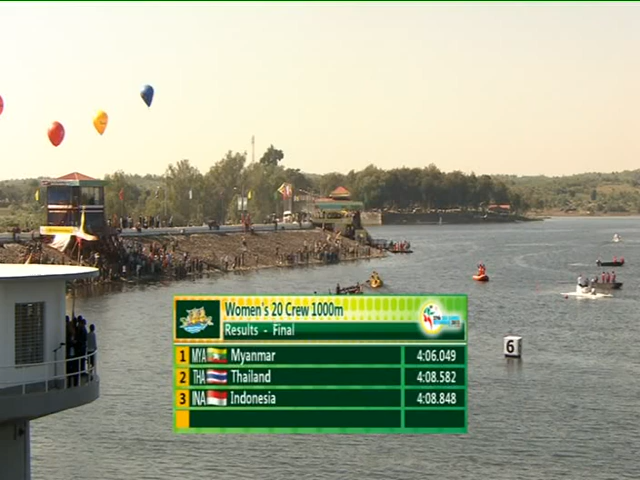 Women's 20 Crew 1000m
Results - Final
1 MYA Myanmar 4:06.049
2 THA Thailand 4:08.582
3 INA Indonesia 4:08.848
6